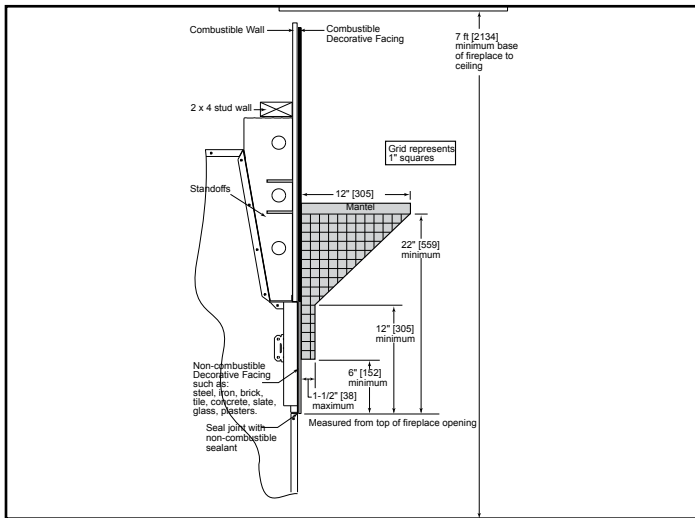 Combustible Wall
Combustible
Decorative Facing
7 ft [2134]
minimum base
of fireplace to
ceiling
2 x 4 stud wall
Grid represents
1" squares
Standoffs
12" [305]
Mantel
22" [559]
minimum
12" [305]
minimum
Non-combustible
Decorative Facing
such as:
steel, iron, brick,
tile, concrete, slate,
glass, plasters.
6" [152]
minimum
1-1/2" [38]
maximum
Measured from top of fireplace opening
Seal joint with
non-combustible
sealant